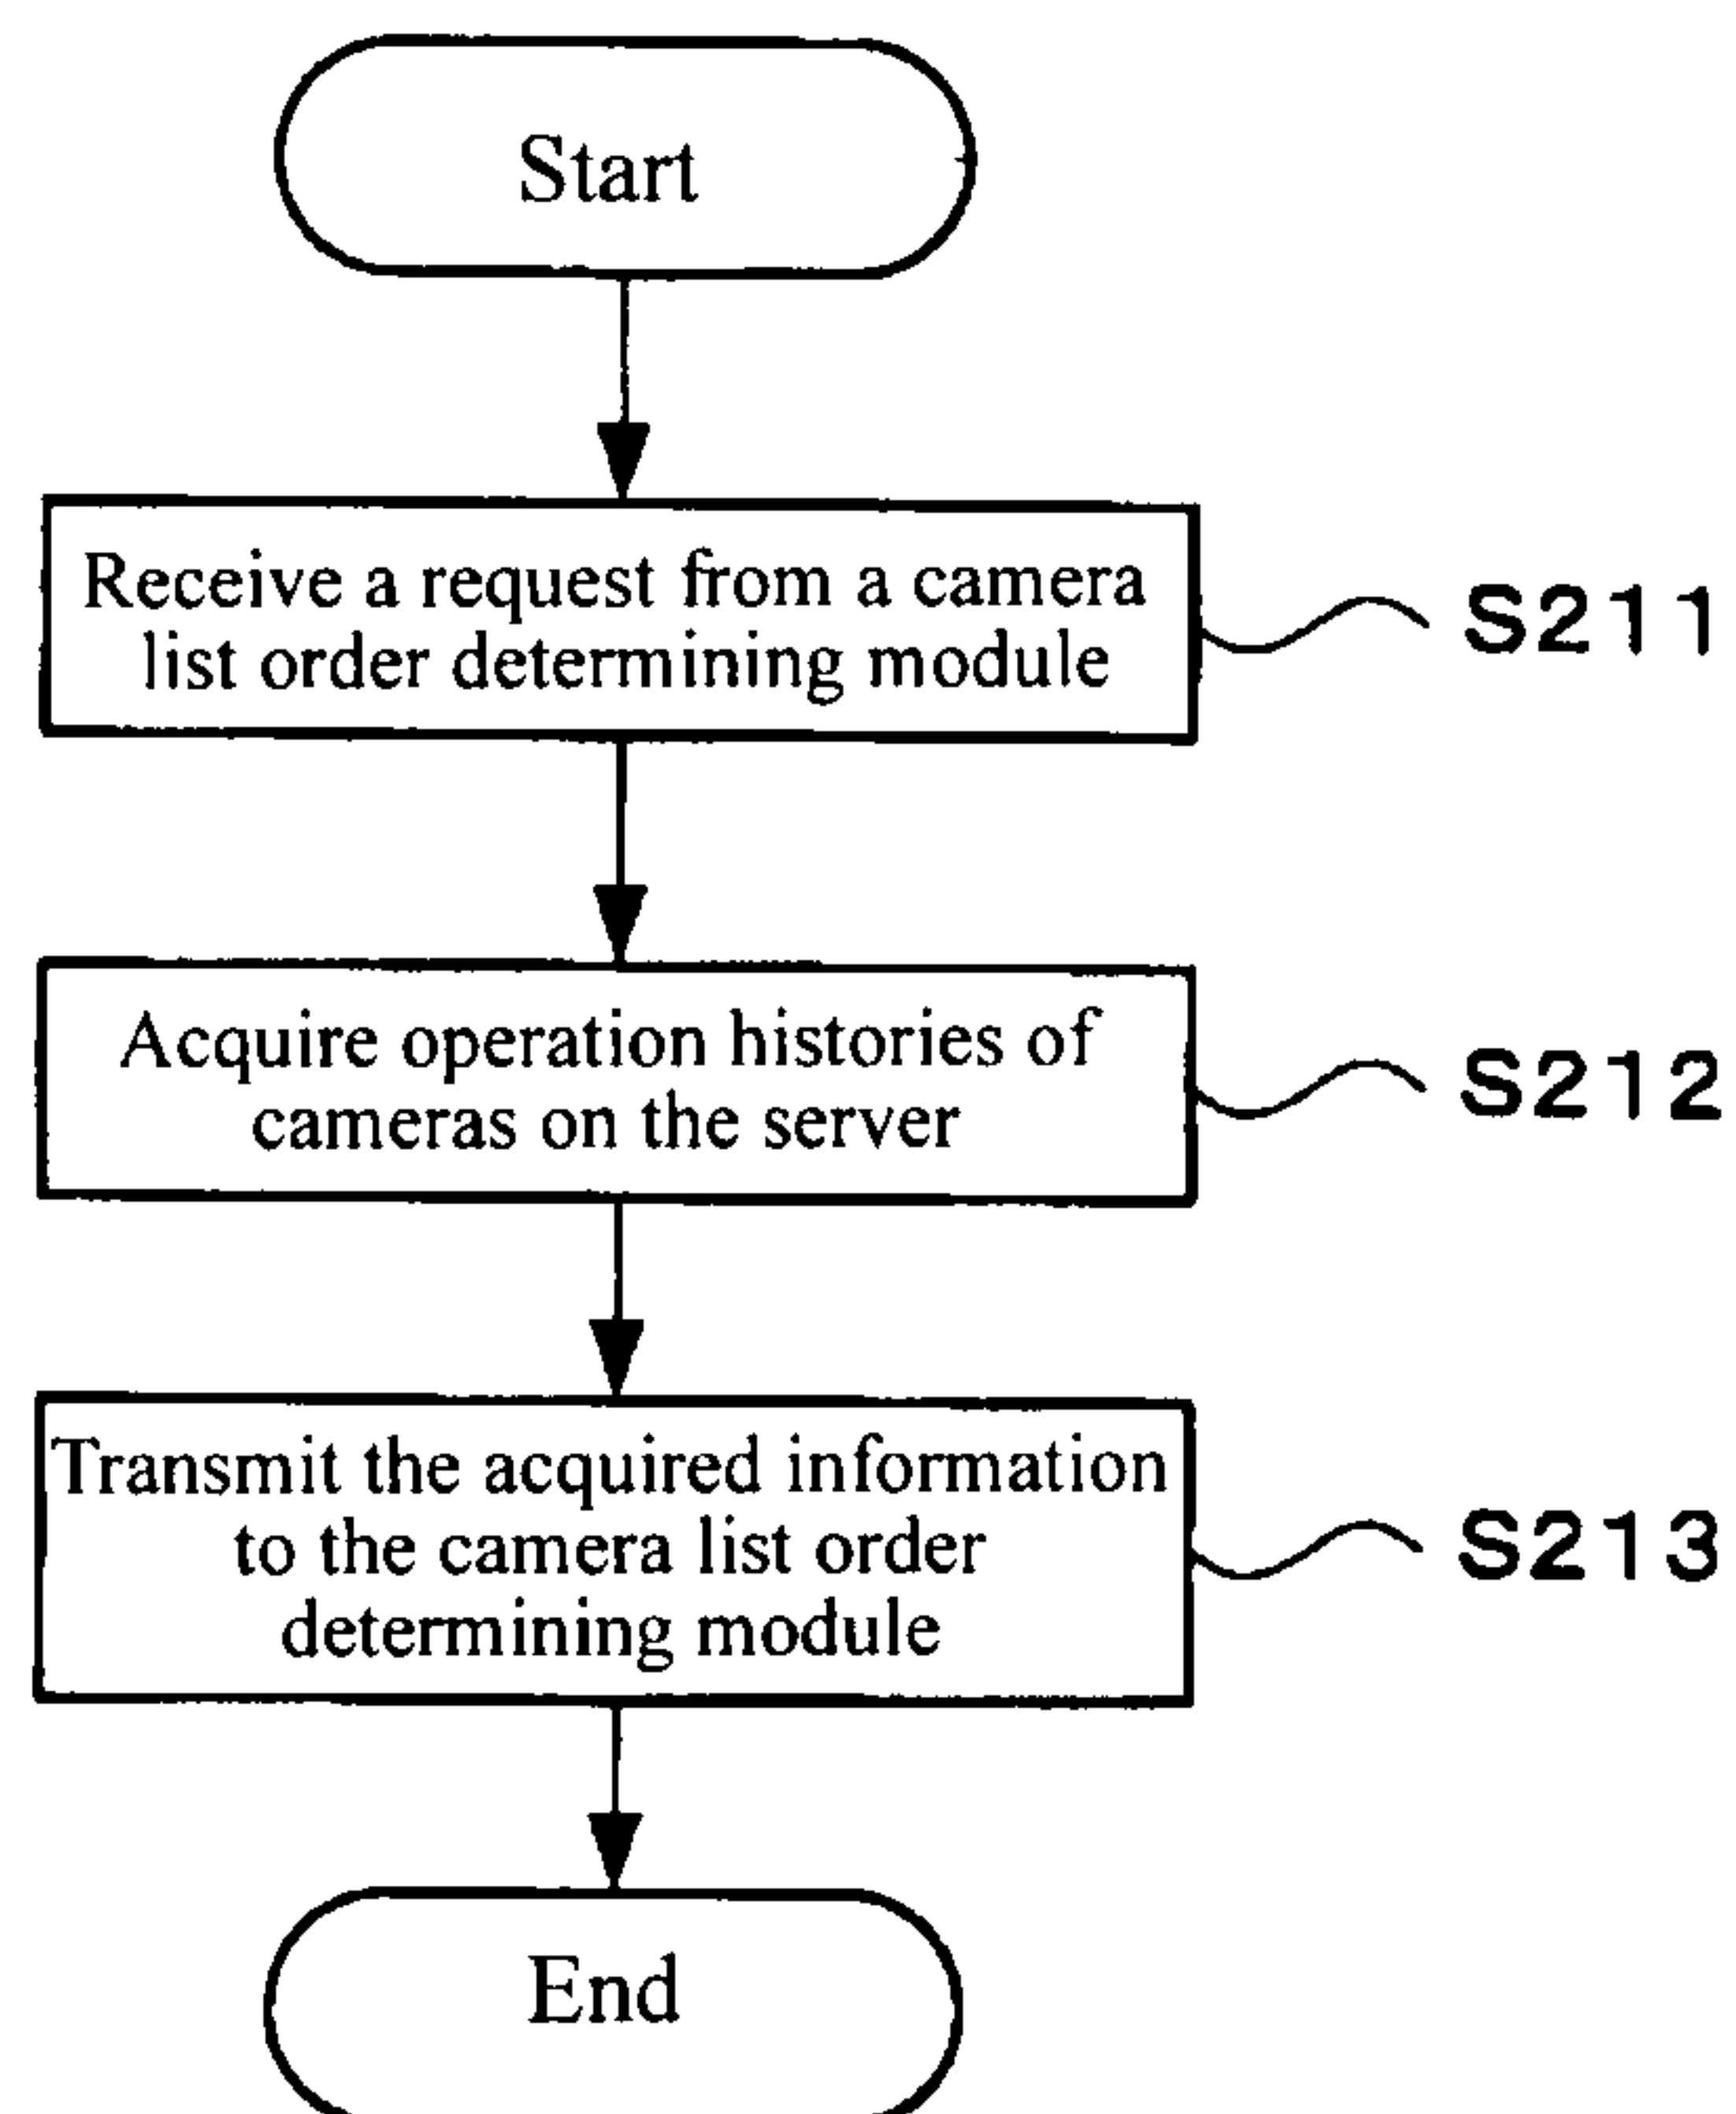 Start
Receive a request from a camera
list order determining module
S211
Acquire operation histories of
cameras on the server
S212
Transmit the acquired information
to the camera list order
determining module
S213
End